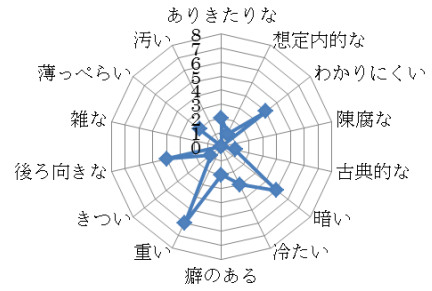 ありきたりな
想定内的な
わかりにくい
陳腐な
古典的な
暗い
冷たい
癖のある
重い
きつい
後ろ向きな
雑な
薄っぺらい
汚い
8
7
6
5
4
3
2
1
0